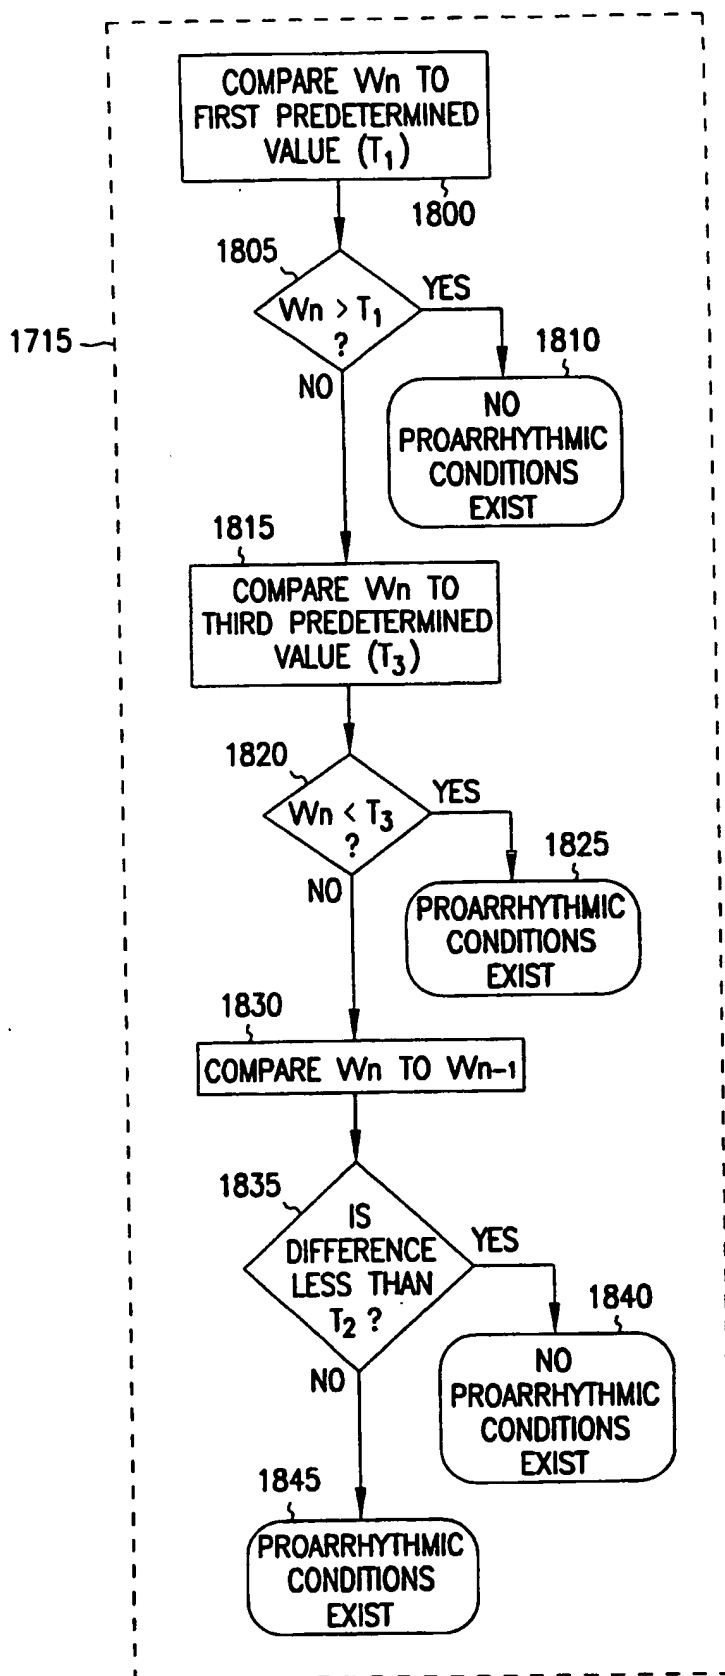 COMPARE Wn TO
FIRST PREDETERMINED
VALUE (T1)
1800
1805
Wn > T1
?
YES
NO
1715
1810
NO
PROARRHYTHMIC
CONDITIONS
EXIST
1815
COMPARE Wn TO
THIRD PREDETERMINED
VALUE (T3)
1820
Wn < T3
?
YES
NO
1825
PROARRHYTHMIC
CONDITIONS
EXIST
1830
COMPARE Wn TO Wn-1
1835
IS
DIFFERENCE
LESS THAN
T2 ?
YES
NO
1840
NO
PROARRHYTHMIC
CONDITIONS
EXIST
1845
PROARRHYTHMIC
CONDITIONS
EXIST